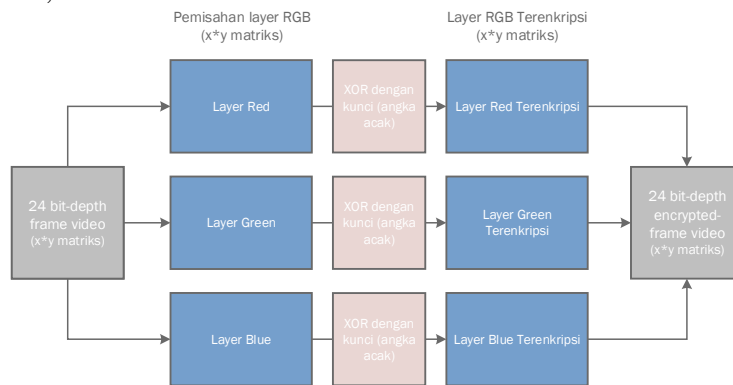 Pemisahan layer RGB
(x*y matriks)
Layer RGB Terenkripsi
(x*y matriks)
Layer Red
XOR dengan
kunci (angka
acak)
Layer Red Terenkripsi
24 bit-depth
frame video
(x*y matriks)
Layer Green
XOR dengan
kunci (angka
acak)
Layer Green
Terenkripsi
24 bit-depth
encrypted-
frame video
(x*y matriks)
Layer Blue
XOR dengan
kunci (angka
acak)
Layer Blue Terenkripsi